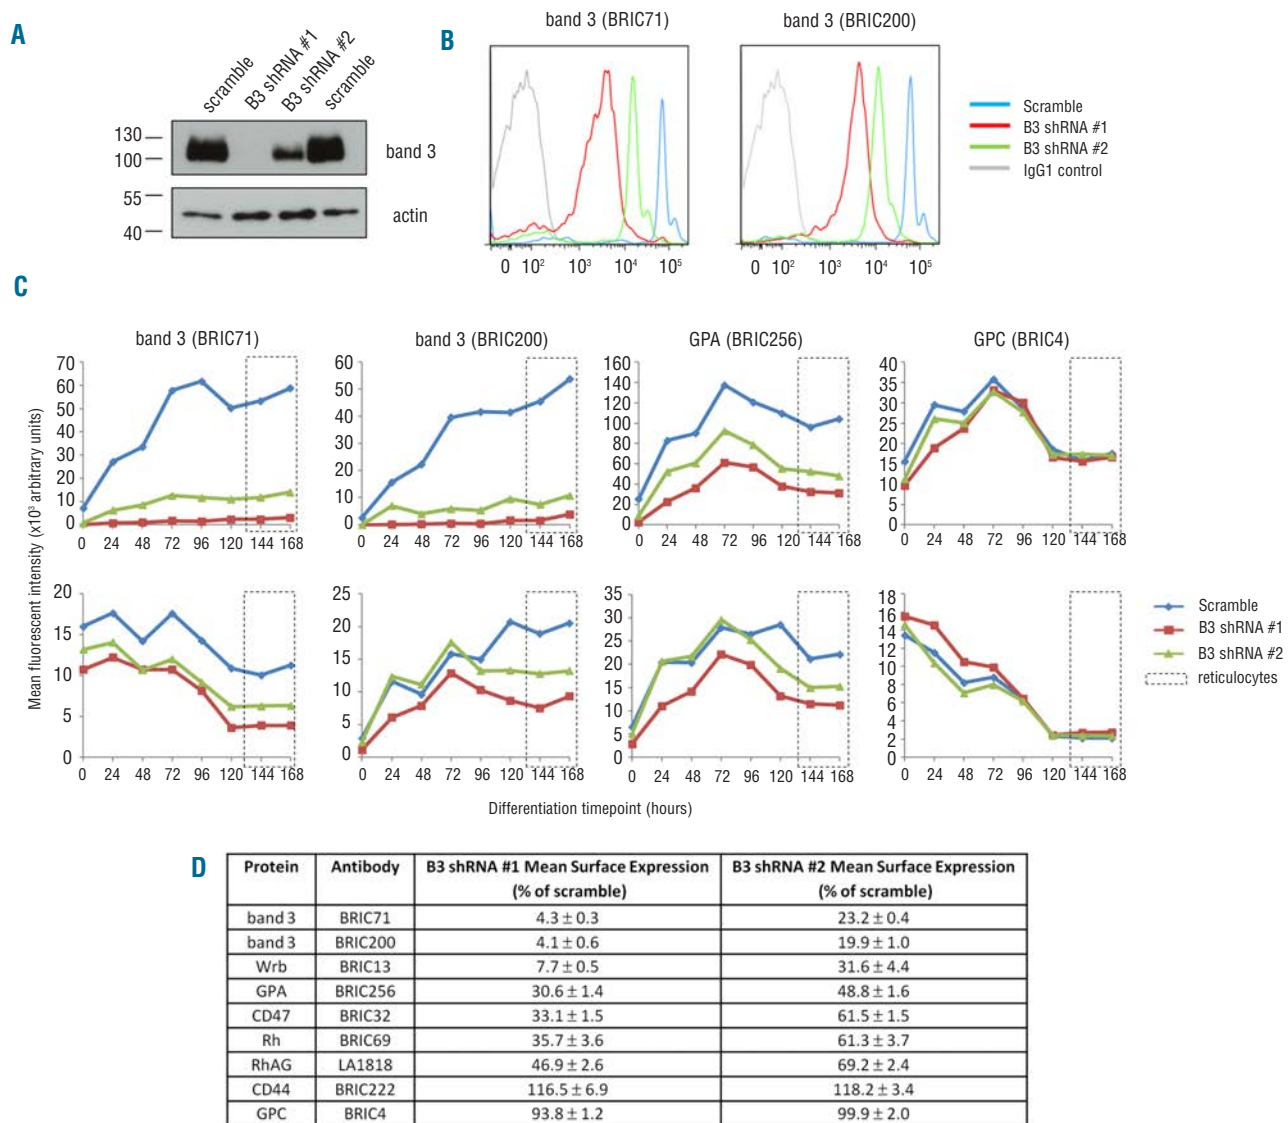 A
scramble
B3 shRNA #1
B3 shRNA #2
scramble
130
100
band 3
55
40
actin
B
band 3 (BRIC71)
band 3 (BRIC200)
0 10² 10³ 10⁴ 10⁵
0 10² 10³ 10⁴ 10⁵
Scramble
B3 shRNA #1
B3 shRNA #2
IgG1 control
C
Mean fluorescent intensity (x10³ arbitrary units)
band 3 (BRIC71)
70
60
50
40
30
20
10
0
0 24 48 72 96 120 144 168
band 3 (BRIC200)
60
50
40
30
20
10
0
0 24 48 72 96 120 144 168
GPA (BRIC256)
160
140
120
100
80
60
40
20
0
0 24 48 72 96 120 144 168
GPC (BRIC4)
40
35
30
25
20
15
10
5
0
0 24 48 72 96 120 144 168
20
15
10
5
0
0 24 48 72 96 120 144 168
25
20
15
10
5
0
0 24 48 72 96 120 144 168
35
30
25
20
15
10
5
0
0 24 48 72 96 120 144 168
18
16
14
12
10
8
6
4
2
0
0 24 48 72 96 120 144 168
Scramble
B3 shRNA #1
B3 shRNA #2
reticulocytes
Differentiation timepoint (hours)
D
Protein Antibody B3 shRNA #1 Mean Surface Expression (% of scramble) B3 shRNA #2 Mean Surface Expression (% of scramble)
band 3 BRIC71 4.3 ± 0.3 23.2 ± 0.4
band 3 BRIC200 4.1 ± 0.6 19.9 ± 1.0
Wrb BRIC13 7.7 ± 0.5 31.6 ± 4.4
GPA BRIC256 30.6 ± 1.4 48.8 ± 1.6
CD47 BRIC32 33.1 ± 1.5 61.5 ± 1.5
Rh BRIC69 35.7 ± 3.6 61.3 ± 3.7
RhAG LA1818 46.9 ± 2.6 69.2 ± 2.4
CD44 BRIC222 116.5 ± 6.9 118.2 ± 3.4
GPC BRIC4 93.8 ± 1.2 99.9 ± 2.0